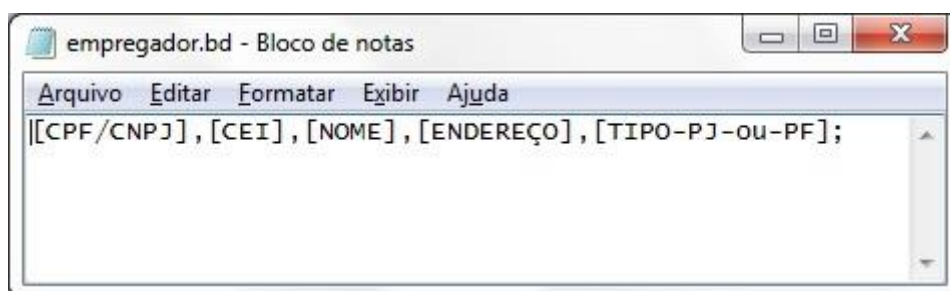 empregador.bd - Bloco de notas
Arquivo Editar Formatar Exibir Ajuda
[CPF/CNPJ],[CEI],[NOME],[ENDEREÇO],[TIPO-PJ-ou-PF];